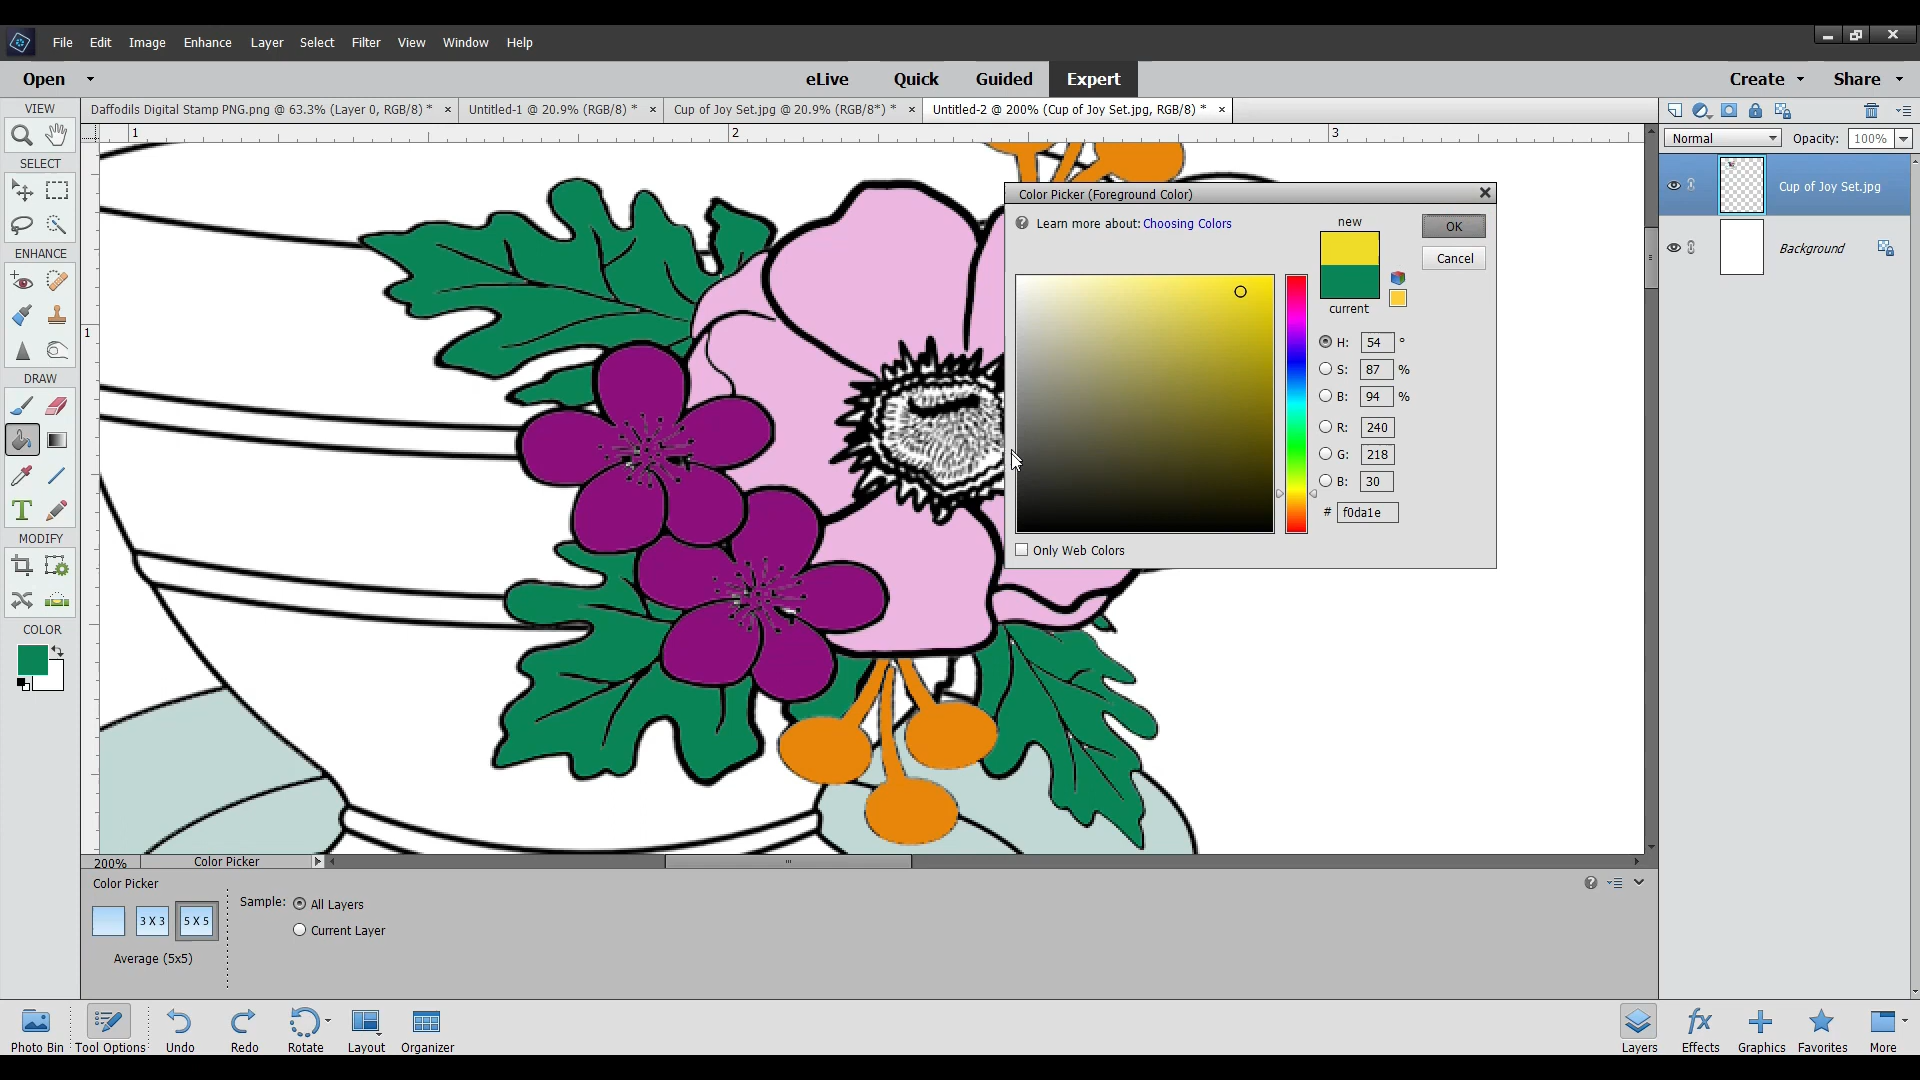 File Edit Image Enhance Layer Select Filter View Window Help
Open eLive Quick Guided Expert Create Share
VIEW
Daffodils Digital Stamp PNG.png @ 63.3% (Layer 0, RGB/8) * ×
Untitled-1 @ 20.9% (RGB/8) * ×
Cup of Joy Set.jpg @ 20.9% (RGB/8*) * ×
Untitled-2 @ 200% (Cup of Joy Set.jpg, RGB/8) * ×
1 2 3
Normal Opacity: 100%
SELECT
Cup of Joy Set.jpg
Background
ENHANCE
1
DRAW
T
MODIFY
COLOR
Color Picker (Foreground Color)
? Learn more about: Choosing Colors
new
OK
Cancel
current
H: 54 °
S: 87 %
B: 94 %
R: 240
G: 218
B: 30
# f0da1e
Only Web Colors
200% Color Picker
Color Picker
3 X 3 5 X 5
Sample: All Layers
Current Layer
Average (5x5)
Photo Bin Tool Options Undo Redo Rotate Layout Organizer
fx
Layers Effects Graphics Favorites More